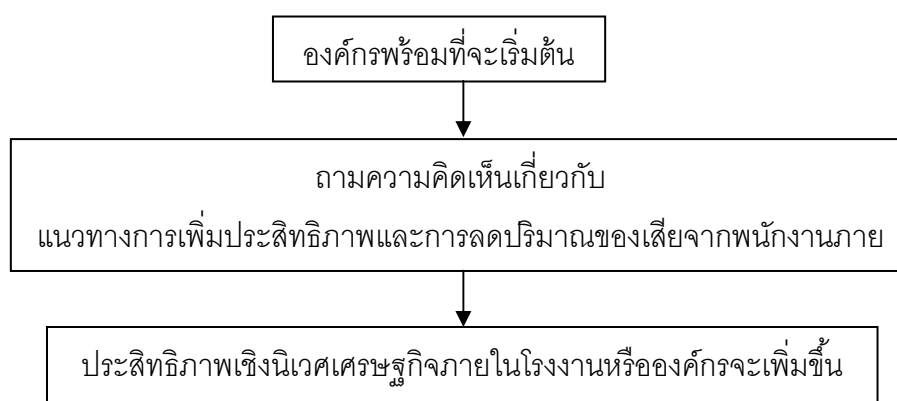 องค์กรพร้อมที่จะเริ่มต้น
ถามความคิดเห็นเกี่ยวกับ
แนวทางการเพิ่มประสิทธิภาพและการลดปริมาณของเสียจากพนักงานภาย
ประสิทธิภาพเชิงนิเวศเศรษฐกิจภายในโรงงานหรือองค์กรจะเพิ่มขึ้น